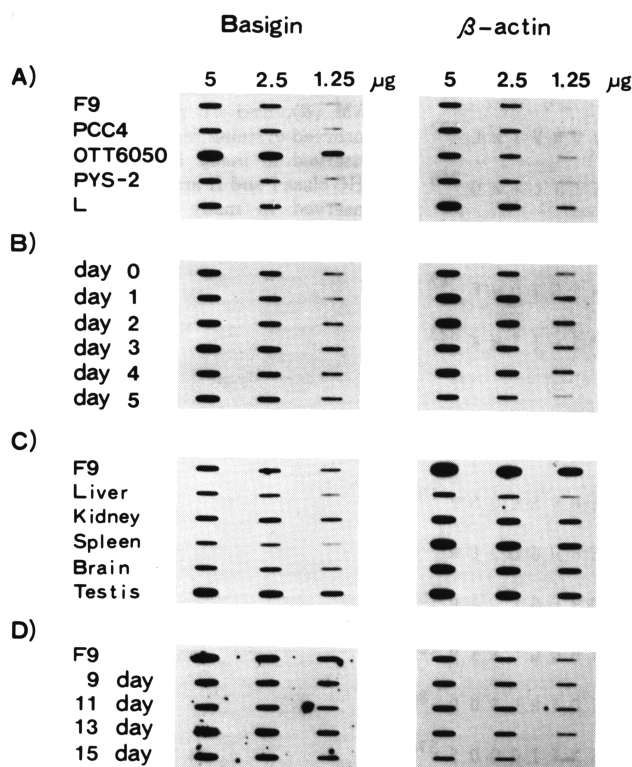 Basigin β-actin
A) 5 2.5 1.25 μg 5 2.5 1.25 μg
F9
PCC4
OTT6050
PYS-2
L
B)
day 0
day 1
day 2
day 3
day 4
day 5
C)
F9
Liver
Kidney
Spleen
Brain
Testis
D)
F9
9 day
11 day
13 day
15 day